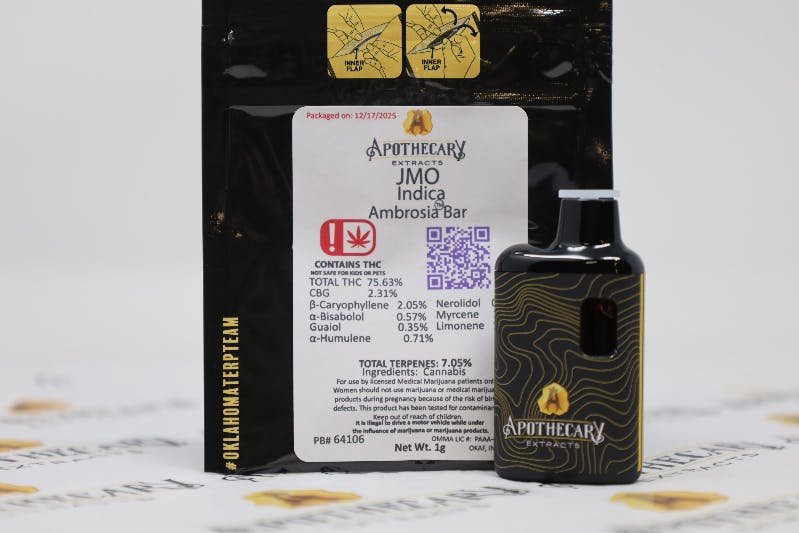 INNER FLAP
INNER FLAP
Packaged on: 12/17/2025
APOTHECARY
EXTRACTS
JMO
Indica
Ambrosia™ Bar
CONTAINS THC
NOT SAFE FOR KIDS OR PETS
TOTAL THC 75.63%
CBG 2.31%
β-Caryophyllene 2.05% Nerolidol
α-Bisabolol 0.57% Myrcene
Guaiol 0.35% Limonene
α-Humulene 0.71%
TOTAL TERPENES: 7.05%
Ingredients: Cannabis
For use by licensed Medical Marijuana patients
Women should not use marijuana or medical
products during pregnancy because of the risk of
defects. This product has been tested for
Keep out of reach of children.
It is illegal to drive a motor vehicle while under
the influence of marijuana or marijuana products.
PB# 64106 OMMA LIC #: PAAA-
Net Wt. 1g OKAF,
#OKLAHOMATERPTEAM
APOTHECARY
EXTRACTS